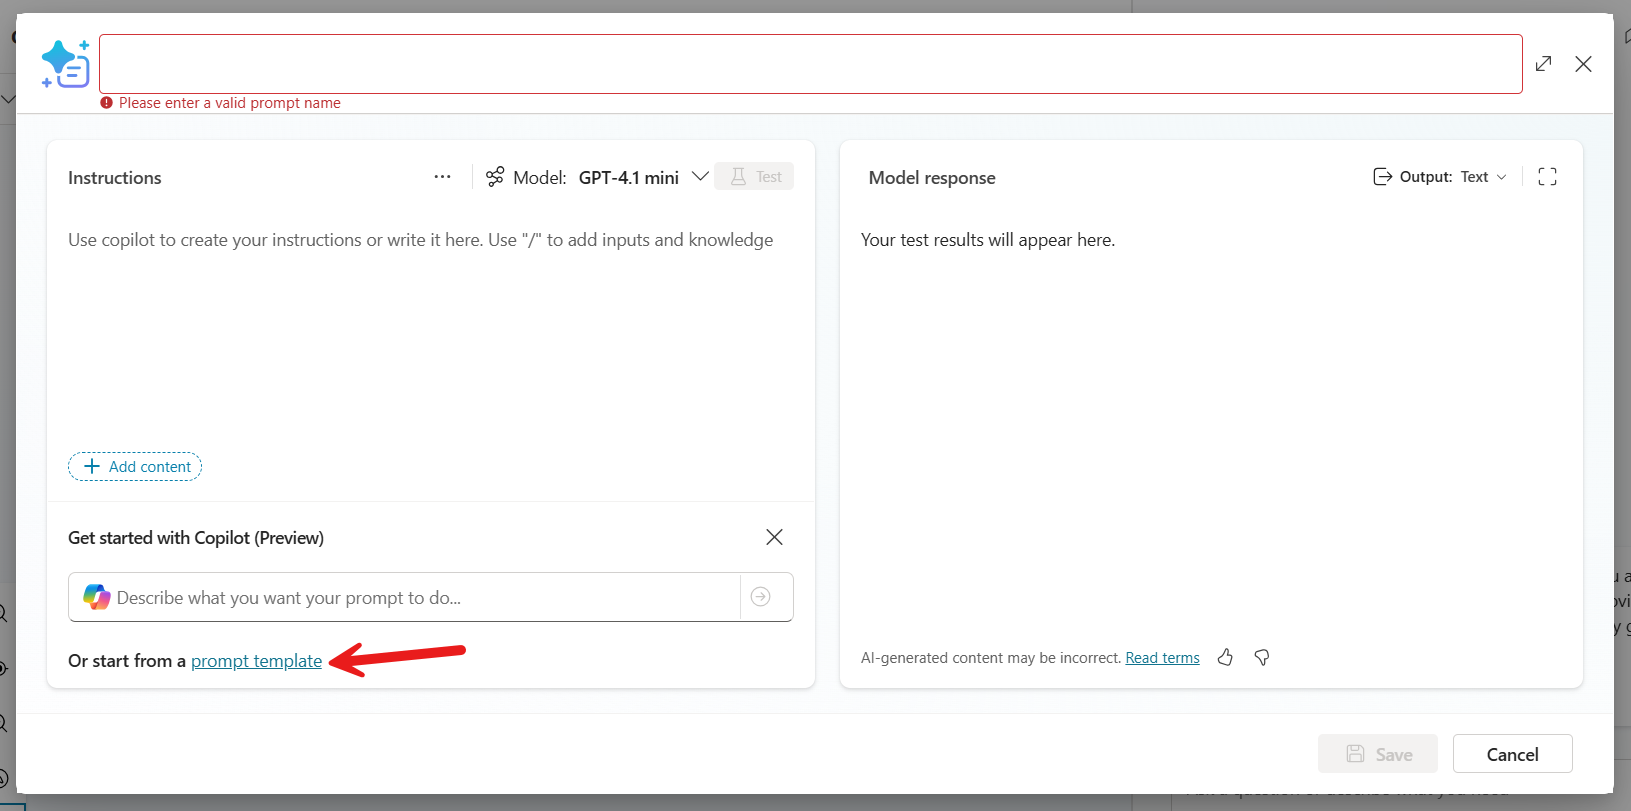 Please enter a valid prompt name
Instructions
Model: GPT-4.1 mini
Test
Use copilot to create your instructions or write it here. Use "/" to add inputs and knowledge
Add content
Get started with Copilot (Preview)
Describe what you want your prompt to do...
Or start from a prompt template
Model response
Output: Text
Your test results will appear here.
AI-generated content may be incorrect. Read terms
Save
Cancel